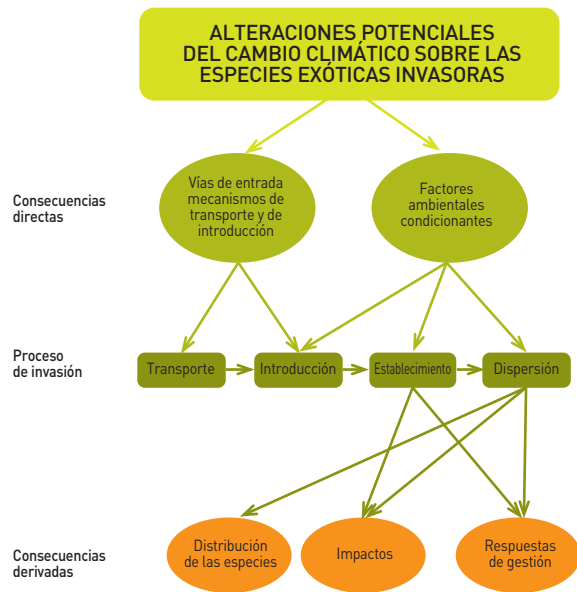 ALTERACIONES POTENCIALES
DEL CAMBIO CLIMÁTICO SOBRE LAS
ESPECIES EXÓTICAS INVASORAS
Consecuencias
directas
Vías de entrada
mecanismos de
transporte y de
introducción
Factores
ambientales
condicionantes
Proceso
de invasión
Transporte
Introducción
Establecimiento
Dispersión
Consecuencias
derivadas
Distribución
de las especies
Impactos
Respuestas
de gestión